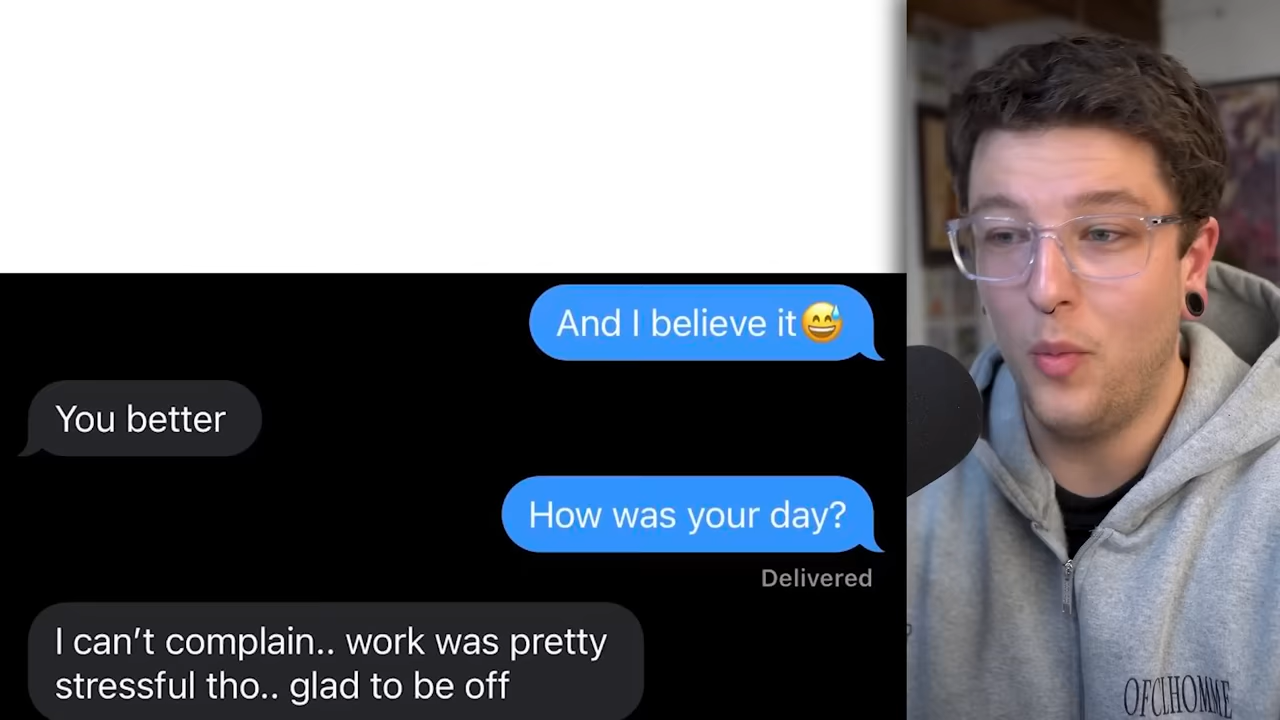 And I believe it😅
You better
How was your day?
Delivered
I can’t complain.. work was pretty
stressful tho.. glad to be off
OFCLHOMME